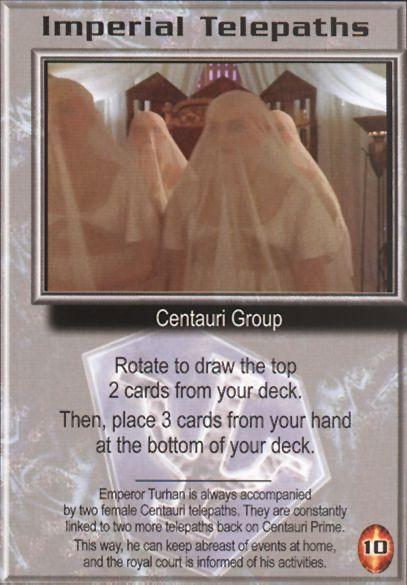 Imperial Telepaths
Centauri Group
Rotate to draw the top
2 cards from your deck.
Then, place 3 cards from your hand
at the bottom of your deck.
Emperor Turhan is always accompanied
by two female Centauri telepaths. They are constantly
linked to two more telepaths back on Centauri Prime.
This way, he can keep abreast of events at home,
and the royal court is informed of his activities.
10